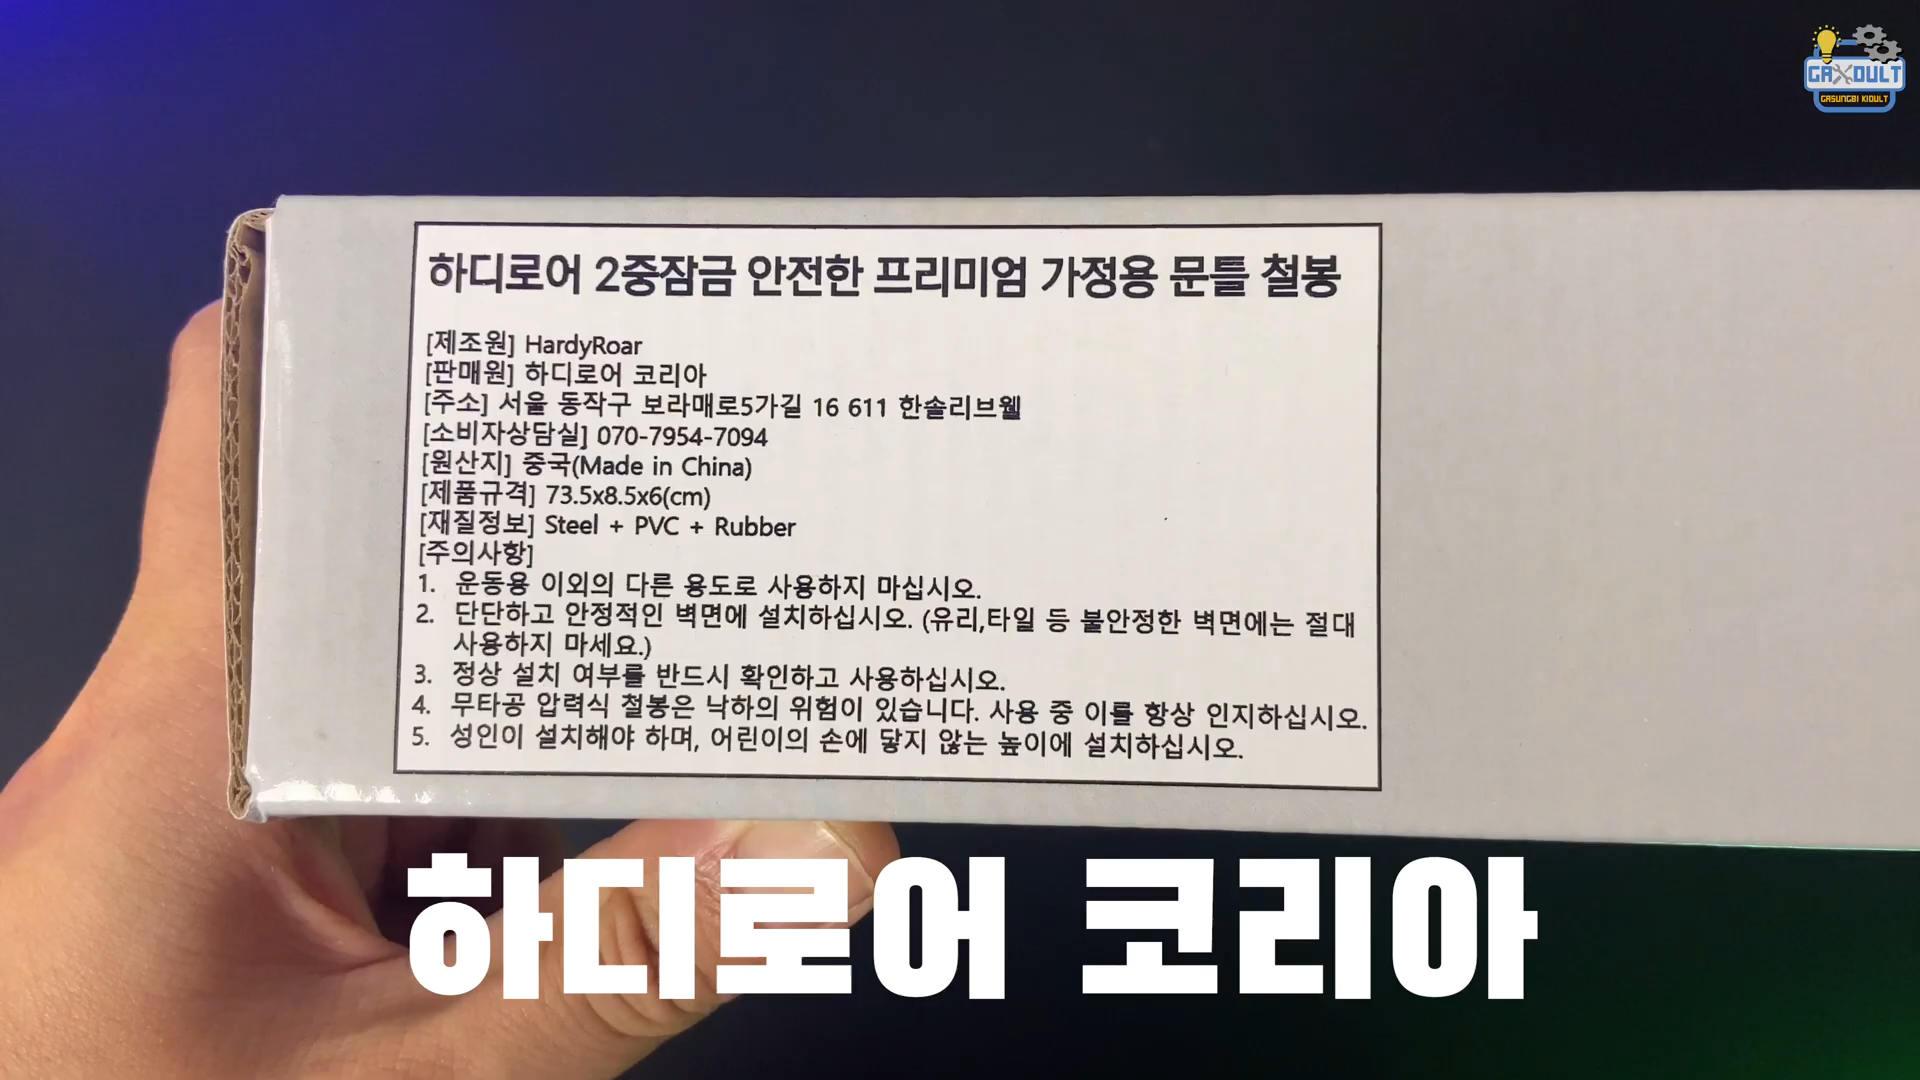 GAXDULT
GASUNGBI KIDULT
하디로어 2중잠금 안전한 프리미엄 가정용 문틀 철봉
[제조원] HardyRoar
[판매원] 하디로어 코리아
[주소] 서울 동작구 보라매로5가길 16 611 한솔리브웰
[소비자상담실] 070-7954-7094
[원산지] 중국(Made in China)
[제품규격] 73.5x8.5x6(cm)
[재질정보] Steel + PVC + Rubber
[주의사항]
1. 운동용 이외의 다른 용도로 사용하지 마십시오.
2. 단단하고 안정적인 벽면에 설치하십시오. (유리,타일 등 불안정한 벽면에는 절대
사용하지 마세요.)
3. 정상 설치 여부를 반드시 확인하고 사용하십시오.
4. 무타공 압력식 철봉은 낙하의 위험이 있습니다. 사용 중 이를 항상 인지하십시오.
5. 성인이 설치해야 하며, 어린이의 손에 닿지 않는 높이에 설치하십시오.
하디로어 코리아